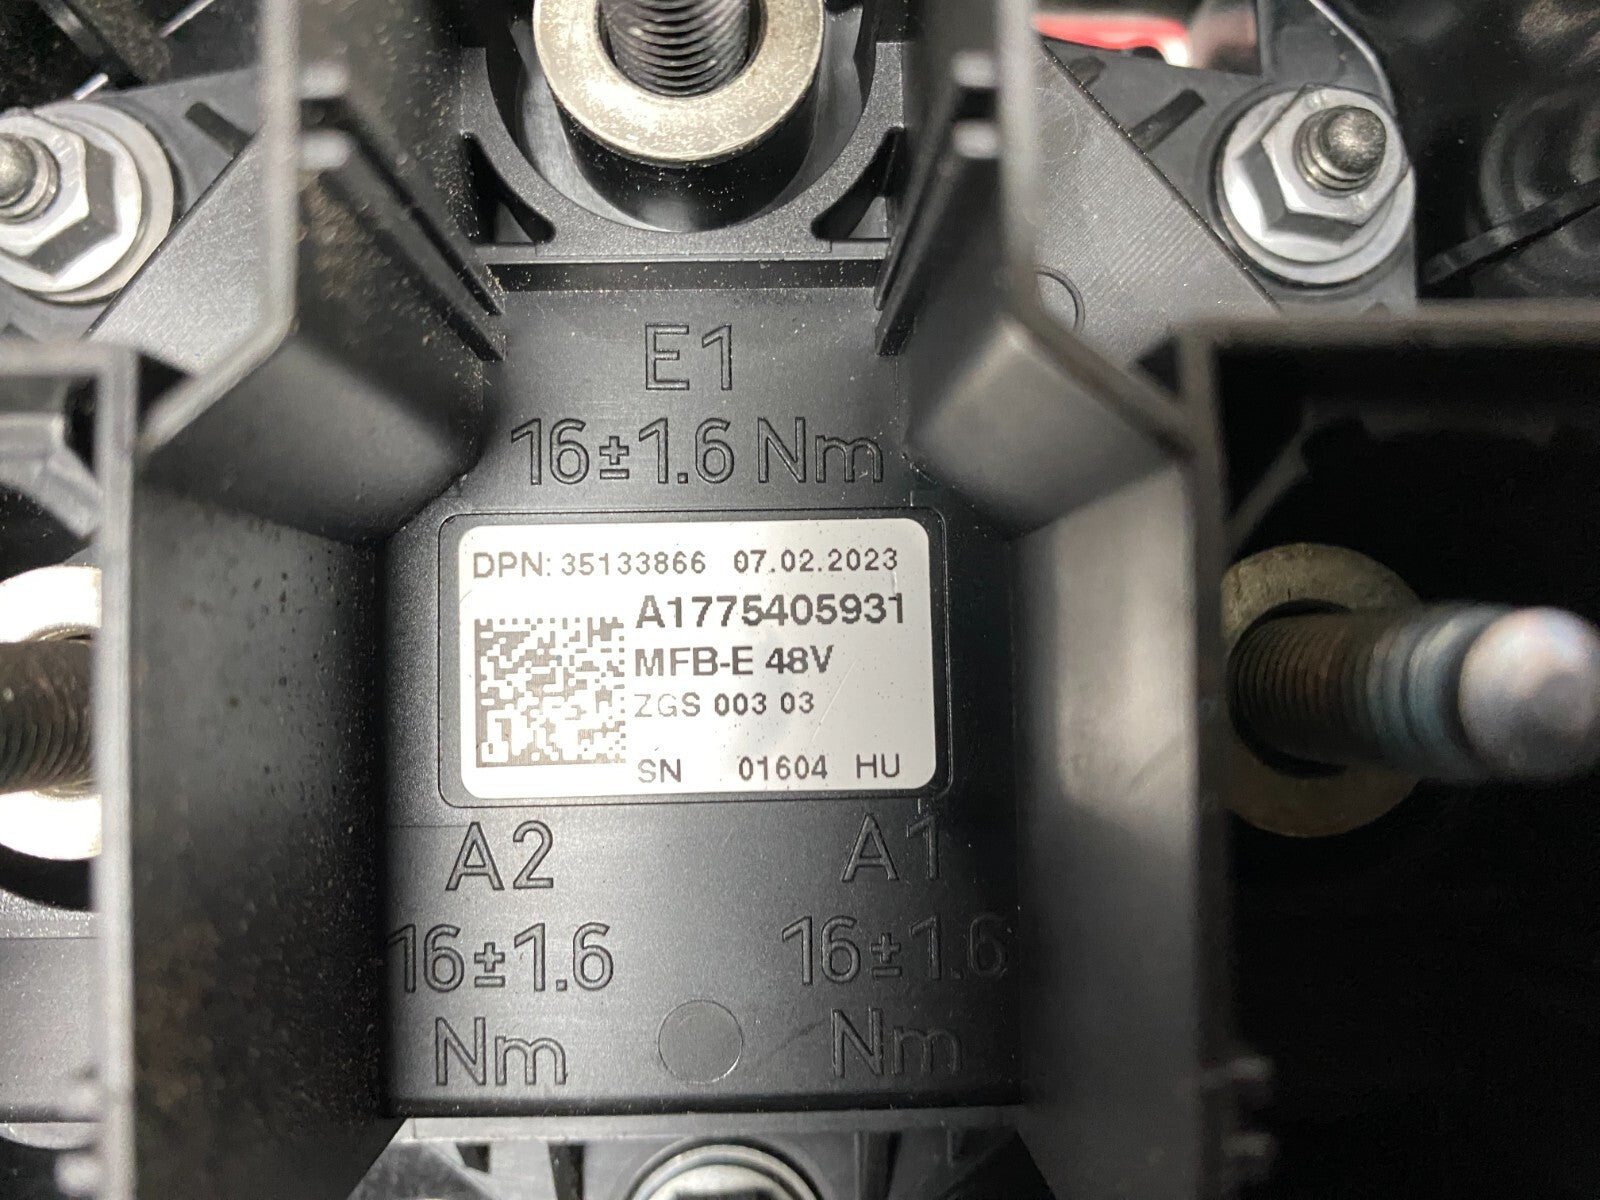 E1
16±1.6 Nm
DPN: 35133866 07.02.2023
A1775405931
MFB-E 48V
ZGS 003 03
SN 01604 HU
A2
16±1.6
Nm
A1
16±1.6
Nm